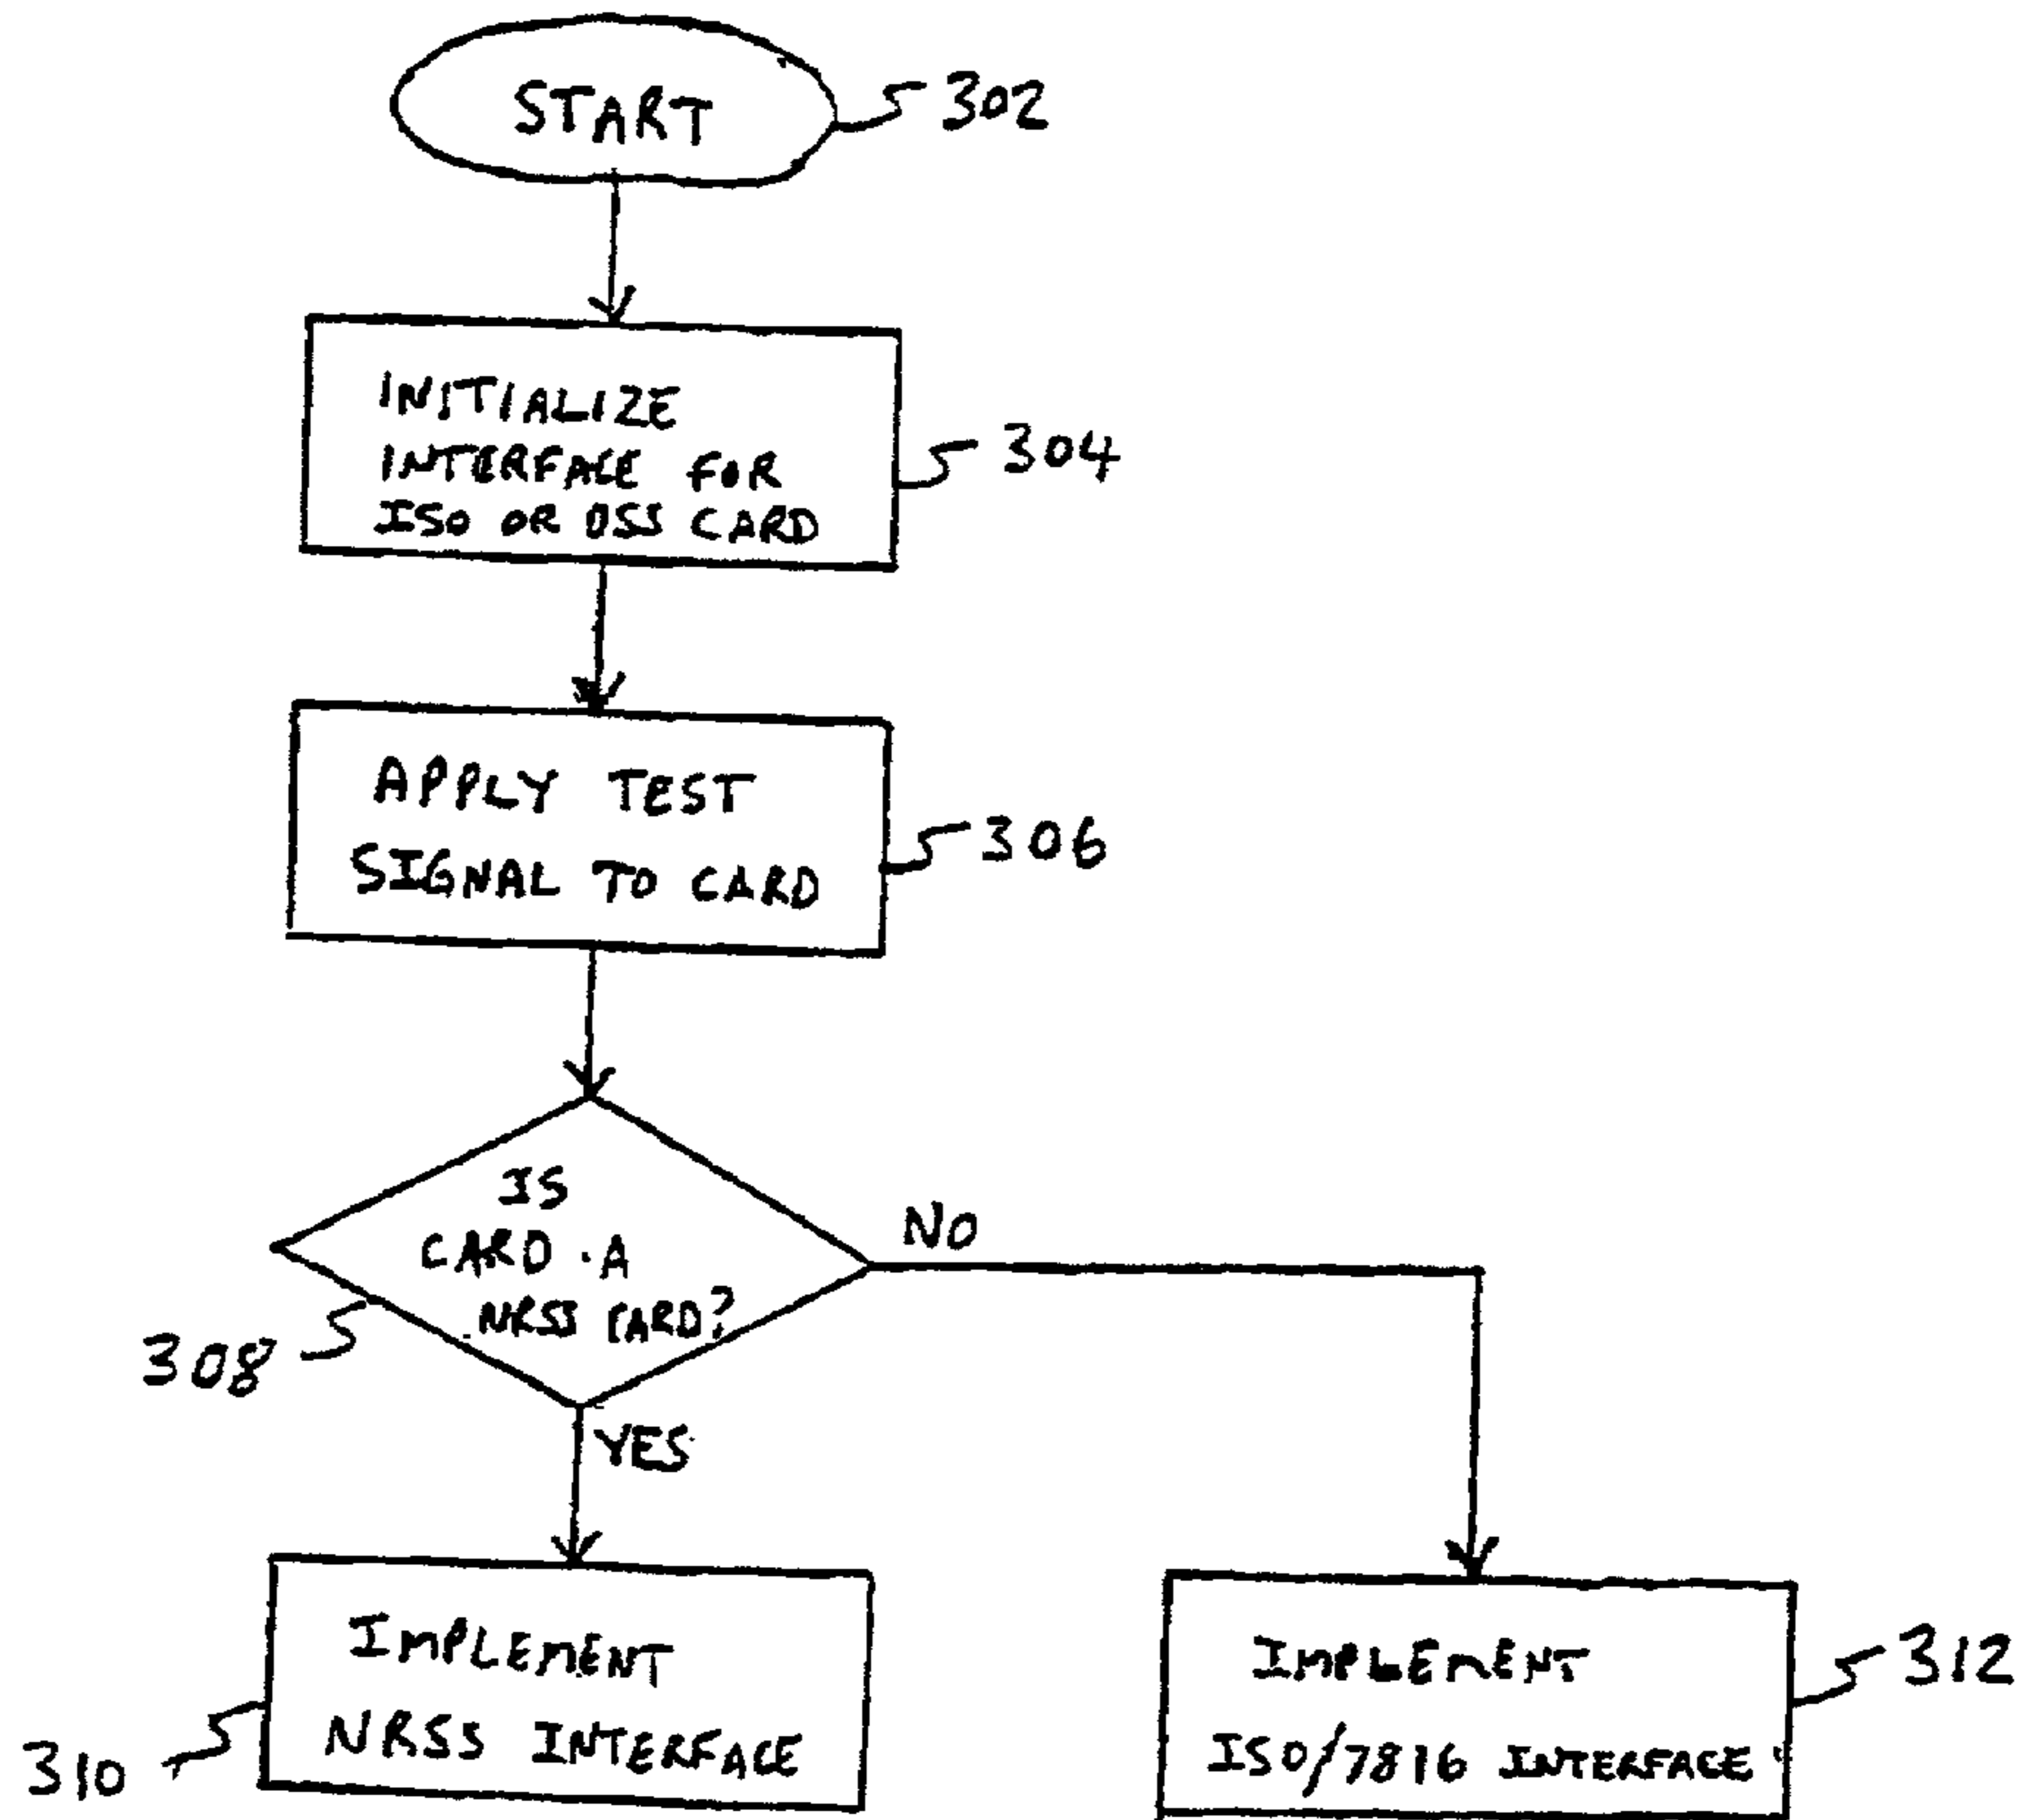 START
302
INITIALIZE
INTERFACE FOR
ISO OR DSS CARD
304
APPLY TEST
SIGNAL TO CARD
306
IS
CARD A
NRSS CARD?
308
NO
YES
IMPLEMENT
NRSS INTERFACE
310
IMPLEMENT
ISO/7816 INTERFACE
312